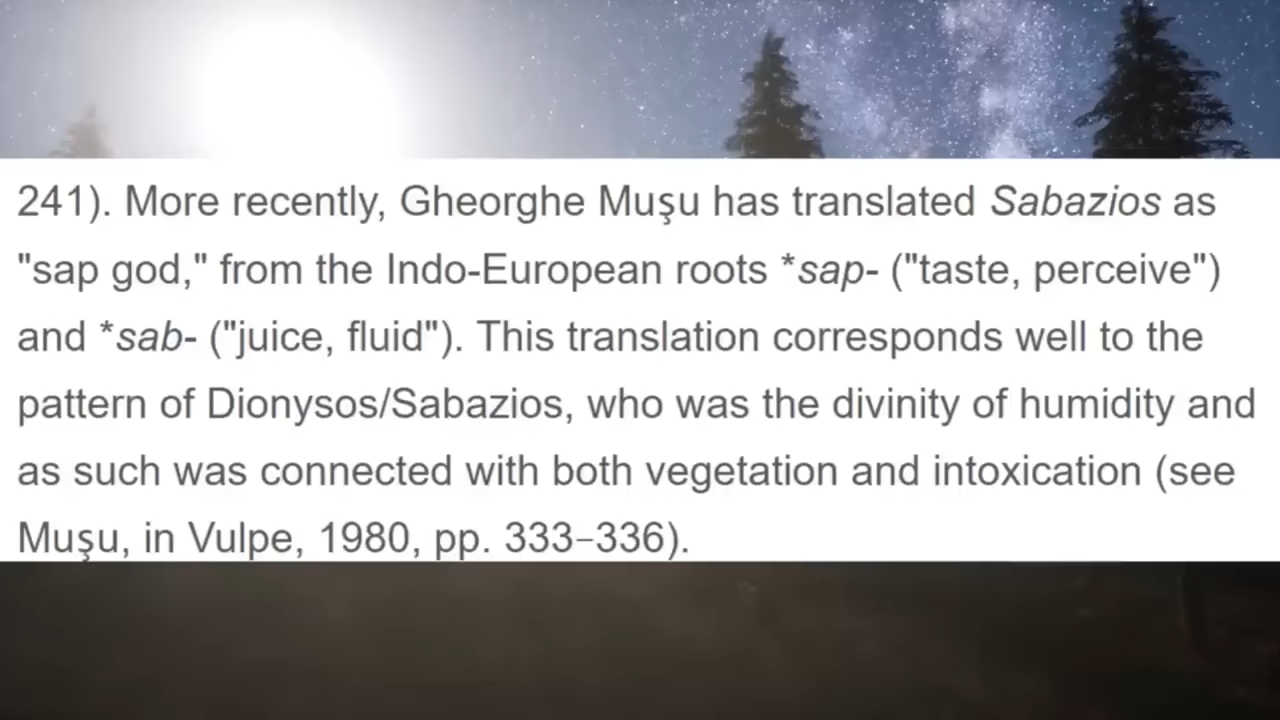 241). More recently, Gheorghe Muşu has translated Sabazios as
"sap god," from the Indo-European roots *sap- ("taste, perceive")
and *sab- ("juice, fluid"). This translation corresponds well to the
pattern of Dionysos/Sabazios, who was the divinity of humidity and
as such was connected with both vegetation and intoxication (see
Muşu, in Vulpe, 1980, pp. 333–336).